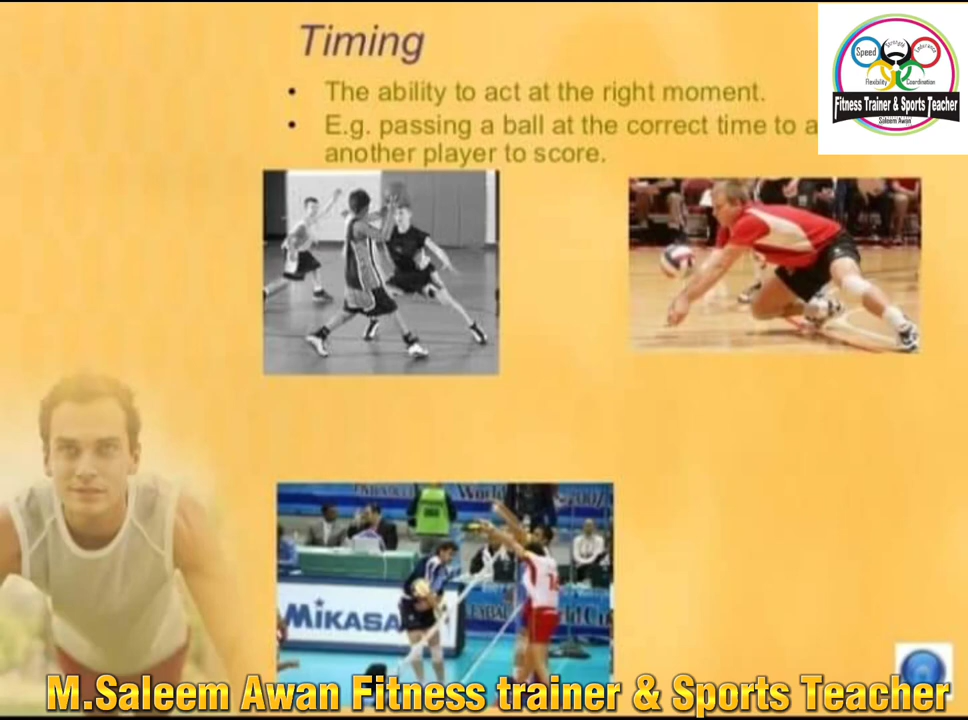 Timing
• The ability to act at the right moment.
• E.g. passing a ball at the correct time to a
another player to score.
Speed
Strength
Endurance
Flexibility
Coordination
Fitness Trainer & Sports Teacher
Saleem Awan
World
2007
MIKASA
M.Saleem Awan Fitness trainer & Sports Teacher